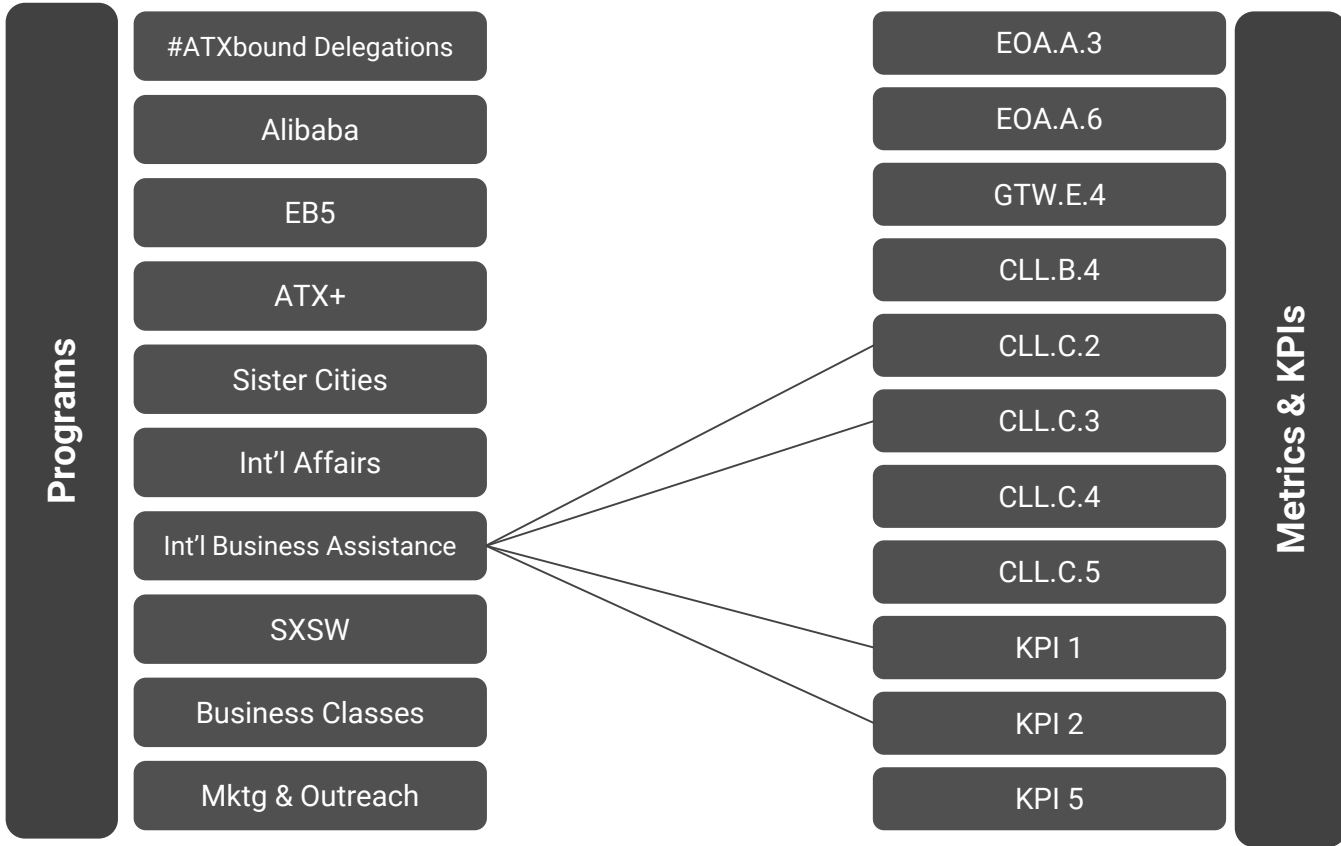 Programs
#ATXbound Delegations
Alibaba
EB5
ATX+
Sister Cities
Int’l Affairs
Int’l Business Assistance
SXSW
Business Classes
Mktg & Outreach
EOA.A.3
EOA.A.6
GTW.E.4
CLL.B.4
CLL.C.2
CLL.C.3
CLL.C.4
CLL.C.5
KPI 1
KPI 2
KPI 5
Metrics & KPIs